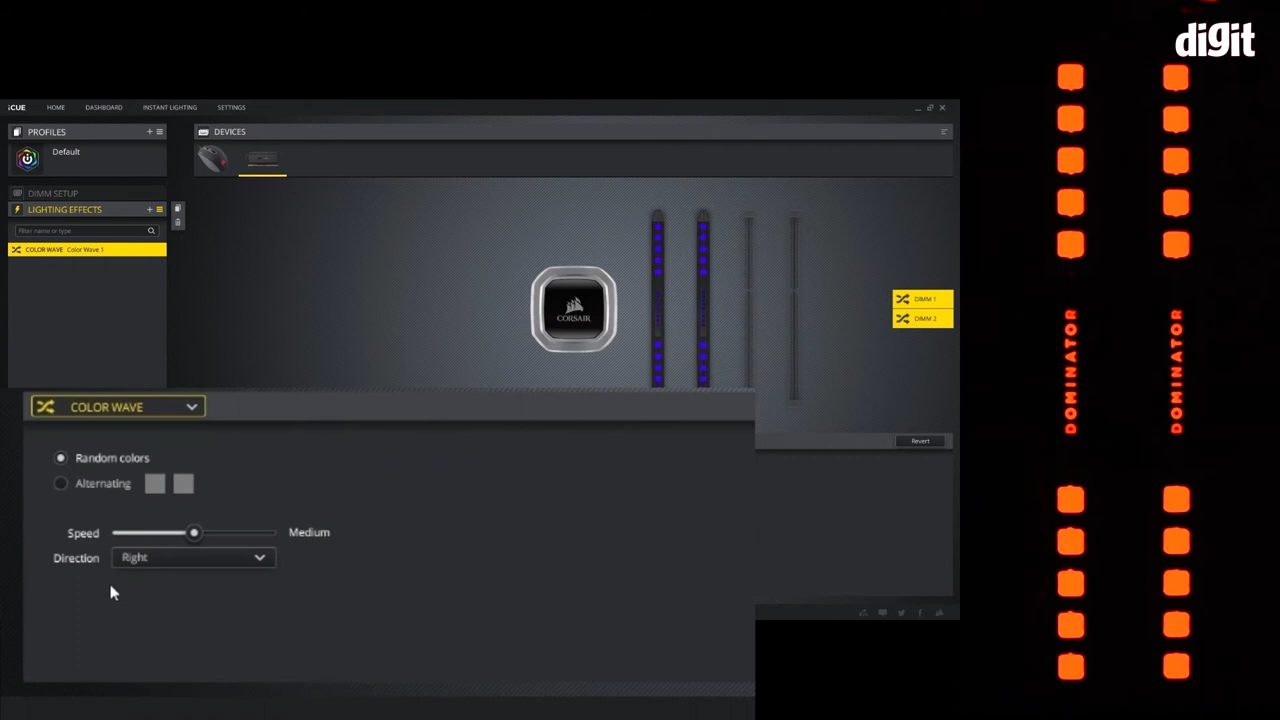 digit
iCUE HOME DASHBOARD INSTANT LIGHTING SETTINGS
PROFILES
Default
DIMM SETUP
LIGHTING EFFECTS
Filter name or type
COLOR WAVE Color Wave 1
DEVICES
CORSAIR
DIMM 1
DIMM 2
Revert
COLOR WAVE
Random colors
Alternating
Speed Medium
Direction Right
DOMINATOR
DOMINATOR